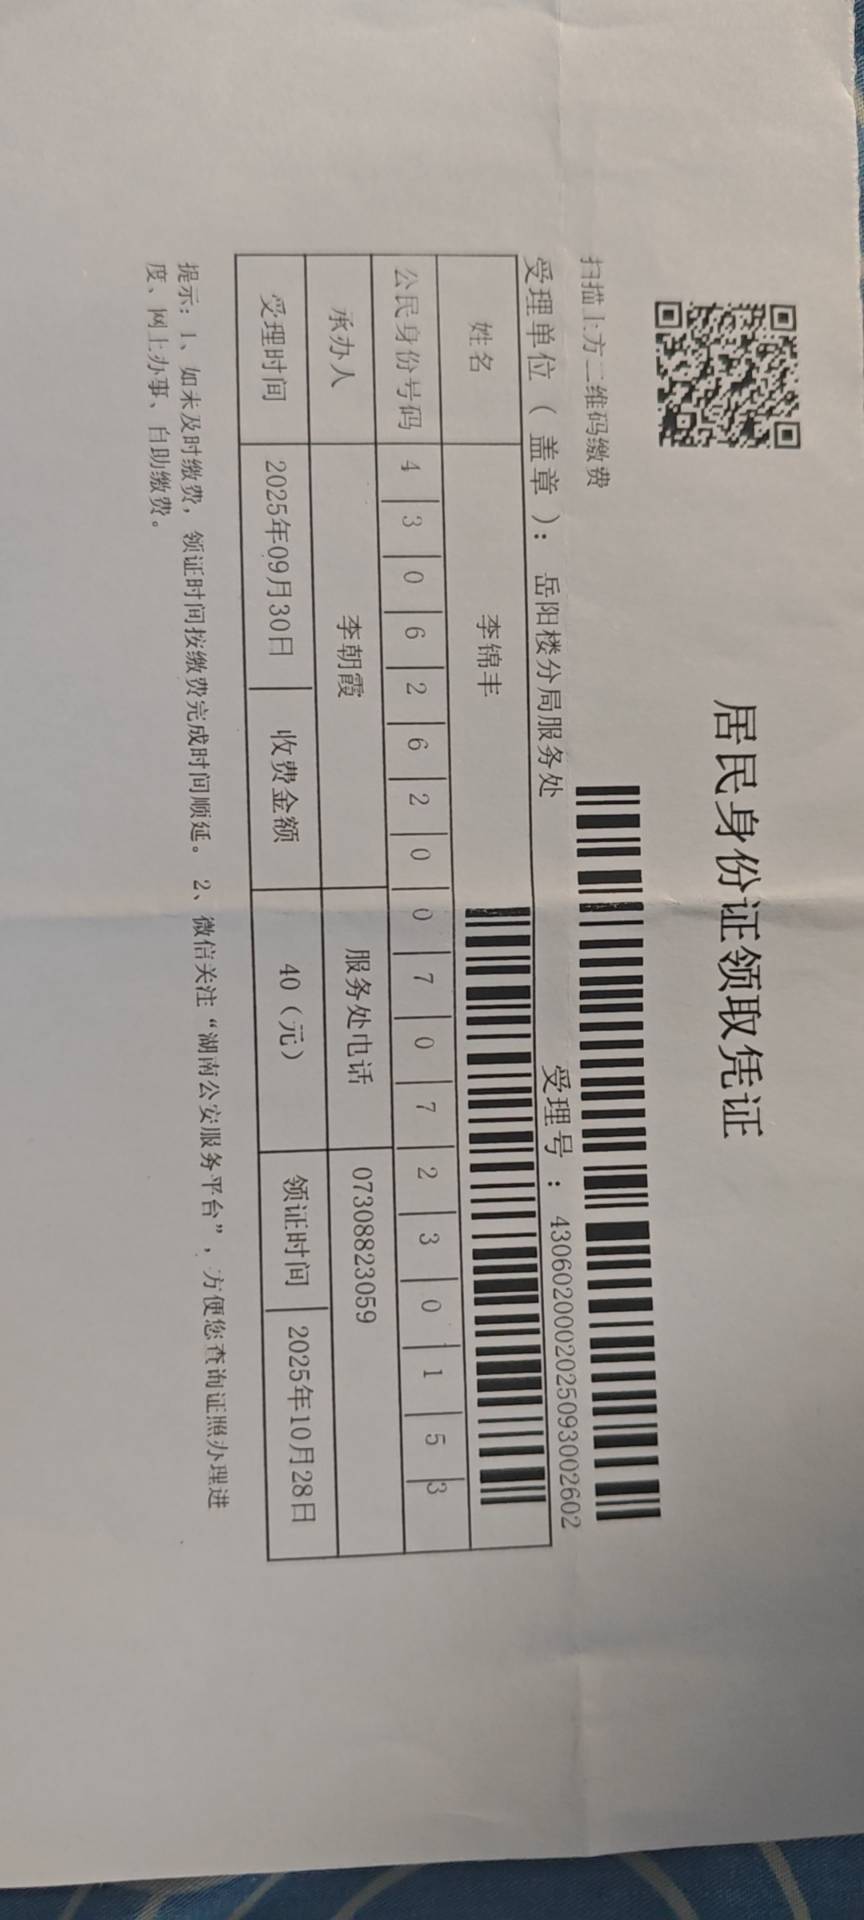 居民身份证领取凭证
扫描上方二维码缴费
受理单位（盖章）： 岳阳楼分局服务处 受理号： 4306020002025093002602
姓名 李锦丰
公民身份号码 4 3 0 6 2 6 2 0 0 7 0 7 2 3 0 1 5 3
承办人 李朝霞 服务处电话 07308823059
受理时间 2025年09月30日 收费金额 40（元） 领证时间 2025年10月28日
提示：1、如未及时缴费，领证时间按缴费完成时间顺延。2、微信关注“湖南公安服务平台”，方便您查询证照办理进
度、网上办事、自助缴费。